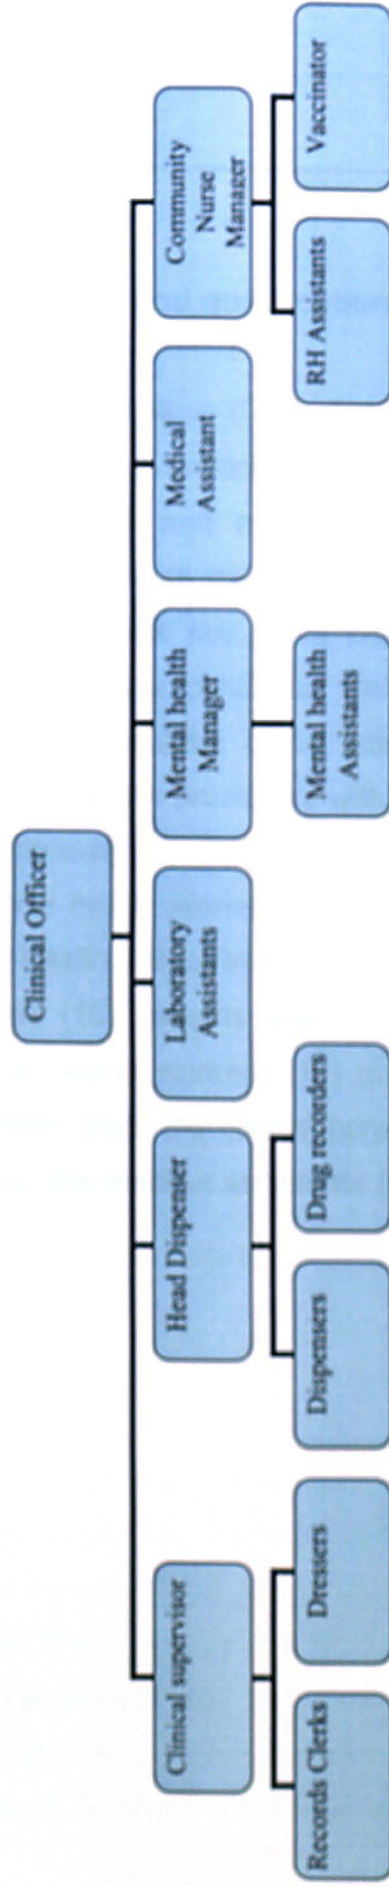 Clinical Officer
Clinical supervisor
Head Dispenser
Laboratory
Assistants
Mental health
Manager
Medical
Assistant
Community
Nurse
Manager
Records Clerks
Dressers
Dispensers
Drug recorders
Mental health
Assistants
RH Assistants
Vaccinator